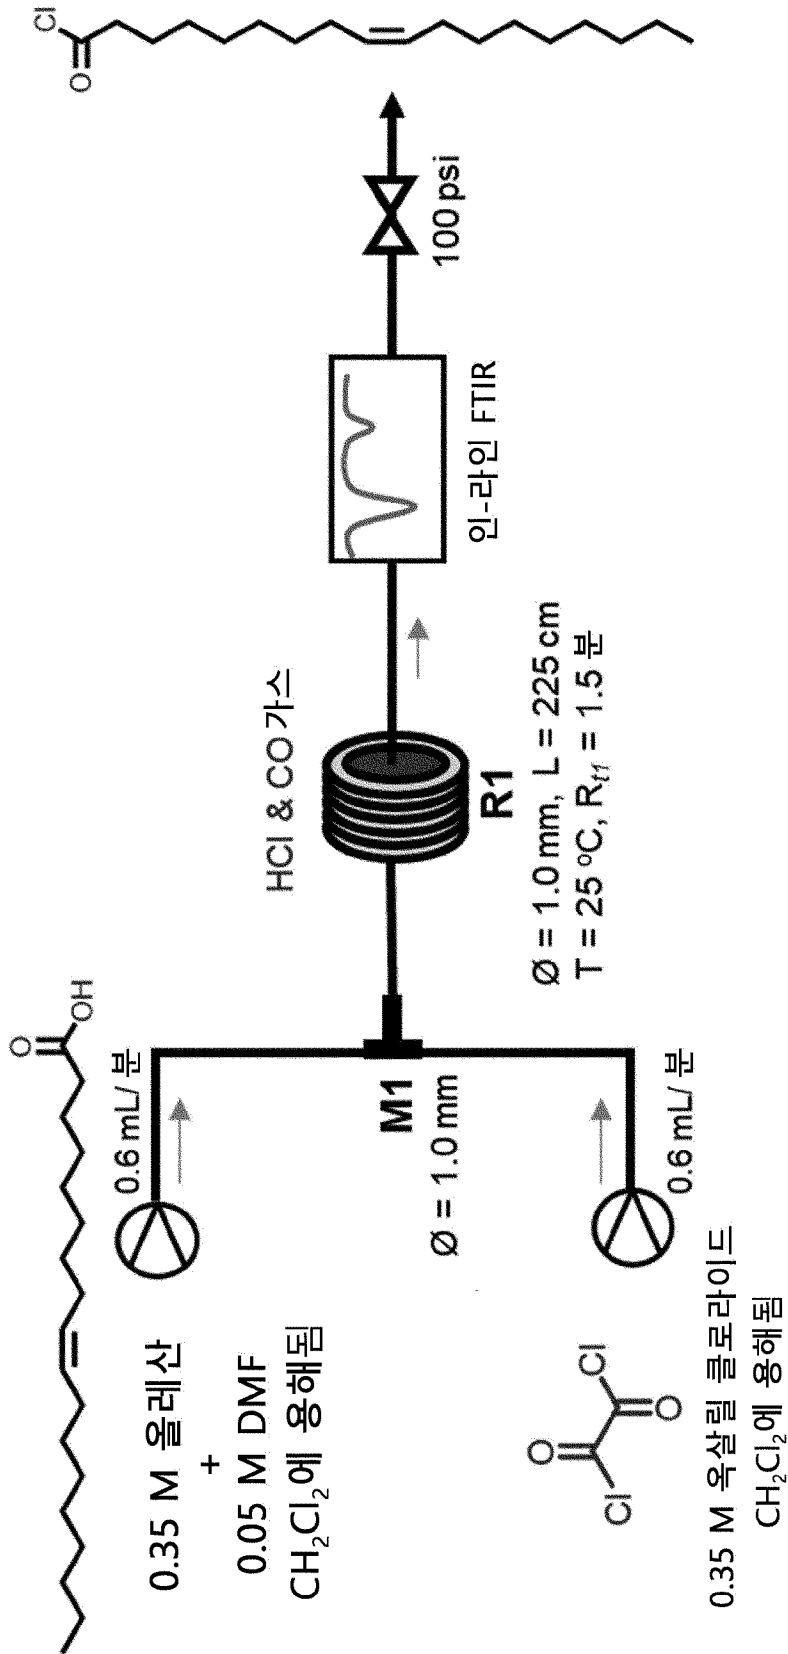 O
OH
0.35 M 올레산
+
0.05 M DMF
CH₂Cl₂에 용해됨
0.6 mL/ 분
M1
Ø = 1.0 mm
O
Cl
Cl
O
0.35 M 옥살릴 클로라이드
CH₂Cl₂에 용해됨
0.6 mL/ 분
HCl & CO 가스
R1
Ø = 1.0 mm, L = 225 cm
T = 25 ºC, Rt1 = 1.5 분
인-라인 FTIR
100 psi
Cl
O